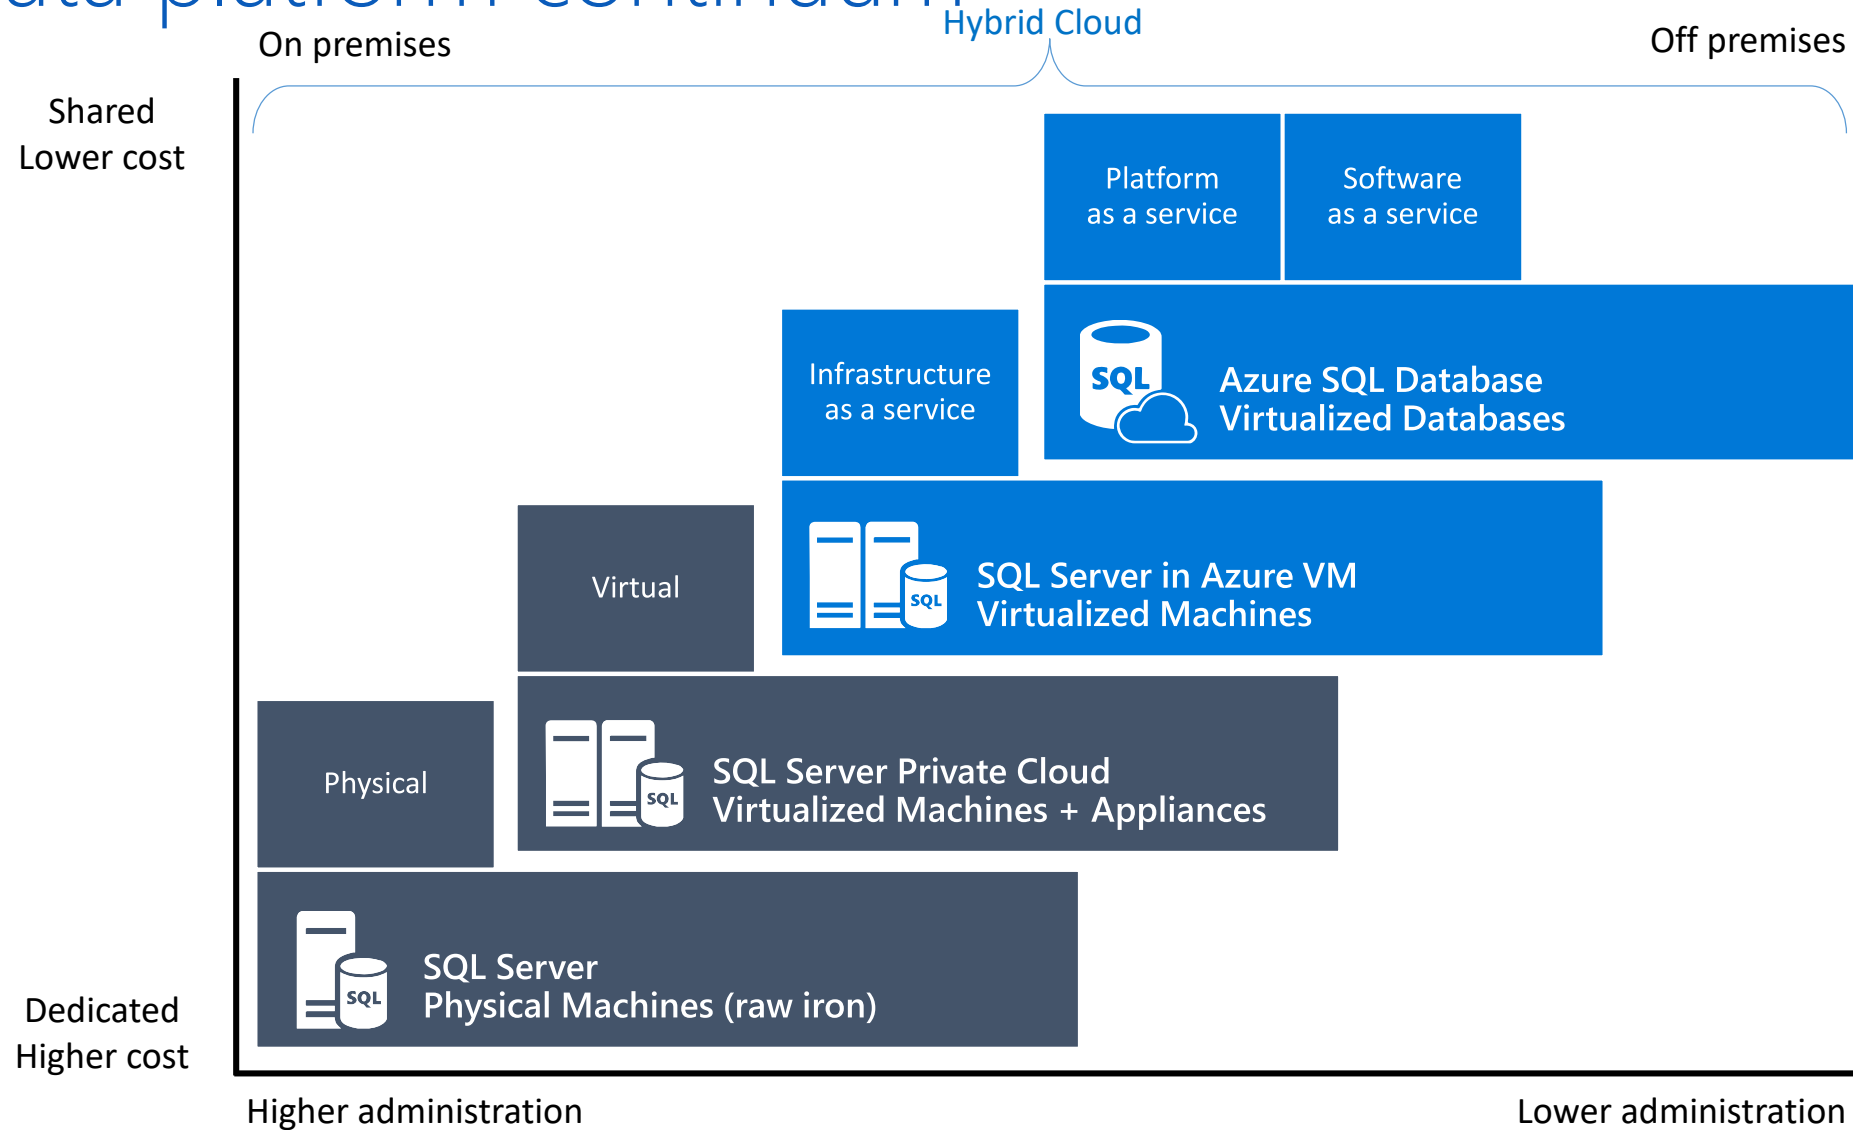 platform continuum
Hybrid Cloud
On premises
Off premises
Shared
Lower cost
Platform
as a service
Software
as a service
Infrastructure
as a service
SQL
Azure SQL Database
Virtualized Databases
Virtual
SQL
SQL Server in Azure VM
Virtualized Machines
Physical
SQL
SQL Server Private Cloud
Virtualized Machines + Appliances
SQL
SQL Server
Physical Machines (raw iron)
Dedicated
Higher cost
Higher administration
Lower administration